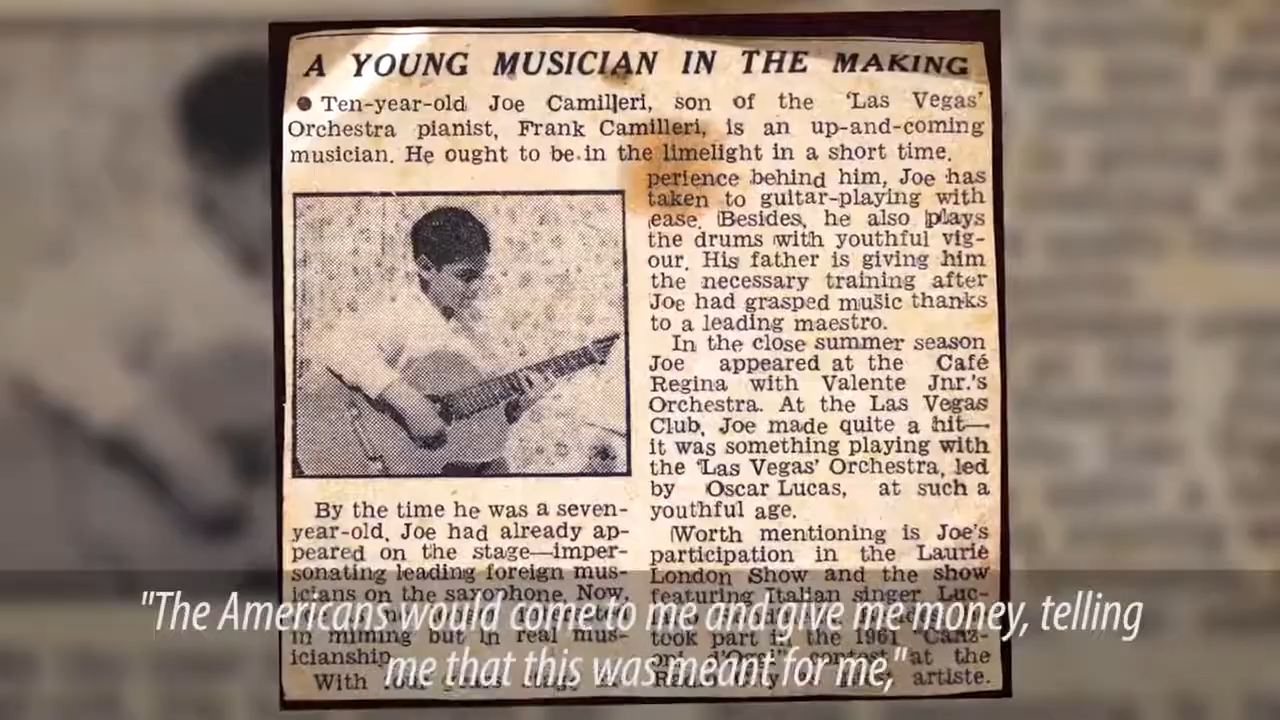 A YOUNG MUSICIAN IN THE MAKING
● Ten-year-old Joe Camilleri, son of the 'Las Vegas'
Orchestra pianist, Frank Camilleri, is an up-and-coming
musician. He ought to be in the limelight in a short time.
By the time he was a seven-
year-old, Joe had already ap-
peared on the stage—imper-
sonating leading foreign mus-
icians on the saxophone. Now,
in miming but in real mus-
icianship.
With
perience behind him, Joe has
taken to guitar-playing with
ease. Besides, he also plays
the drums with youthful vig-
our. His father is giving him
the necessary training after
Joe had grasped music thanks
to a leading maestro.
In the close summer season
Joe appeared at the Café
Regina with Valente Jnr.'s
Orchestra. At the Las Vegas
Club, Joe made quite a hit—
it was something playing with
the 'Las Vegas' Orchestra, led
by Oscar Lucas, at such a
youthful age.
Worth mentioning is Joe's
participation in the Laurie
London Show and the show
featuring Italian singer Luc-
took part in the 1961 "Canz-
contest at the
artiste.
"The Americans would come to me and give me money, telling
me that this was meant for me,"